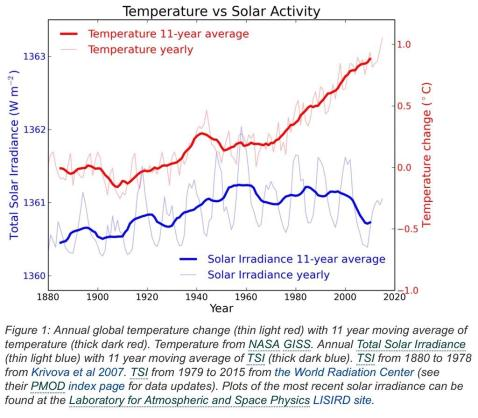 Temperature vs Solar Activity
Temperature 11-year average
Temperature yearly
1363
1362
1361
1360
Total Solar Irradiance (W m⁻²)
1.0
0.5
0.0
−0.5
−1.0
Temperature change (°C)
Solar Irradiance 11-year average
Solar Irradiance yearly
1880 1900 1920 1940 1960 1980 2000 2020
Year
Figure 1: Annual global temperature change (thin light red) with 11 year moving average of
temperature (thick dark red). Temperature from NASA GISS. Annual Total Solar Irradiance
(thin light blue) with 11 year moving average of TSI (thick dark blue). TSI from 1880 to 1978
from Krivova et al 2007. TSI from 1979 to 2015 from the World Radiation Center (see
their PMOD index page for data updates). Plots of the most recent solar irradiance can be
found at the Laboratory for Atmospheric and Space Physics LISIRD site.